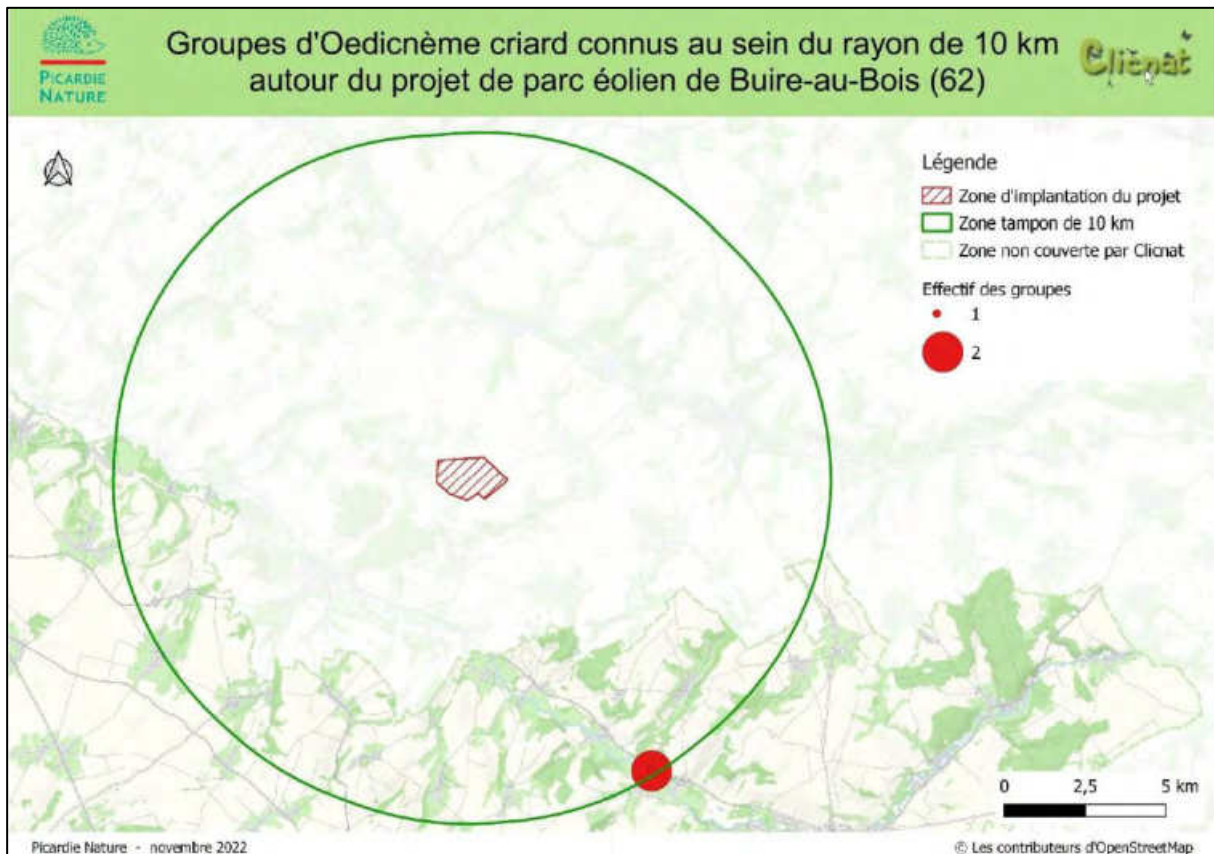 PICARDIE
NATURE
Groupes d'Oedicnème criard connus au sein du rayon de 10 km
autour du projet de parc éolien de Buire-au-Bois (62)
Clicnat
Légende
Zone d'implantation du projet
Zone tampon de 10 km
Zone non couverte par Clicnat
Effectif des groupes
1
2
0 2,5 5 km
Picardie Nature - novembre 2022
© Les contributeurs d'OpenStreetMap